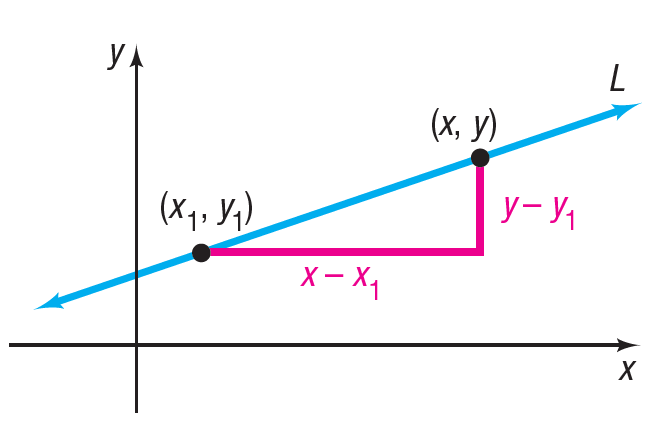 y
L
(x, y)
(x₁, y₁)
y – y₁
x – x₁
x